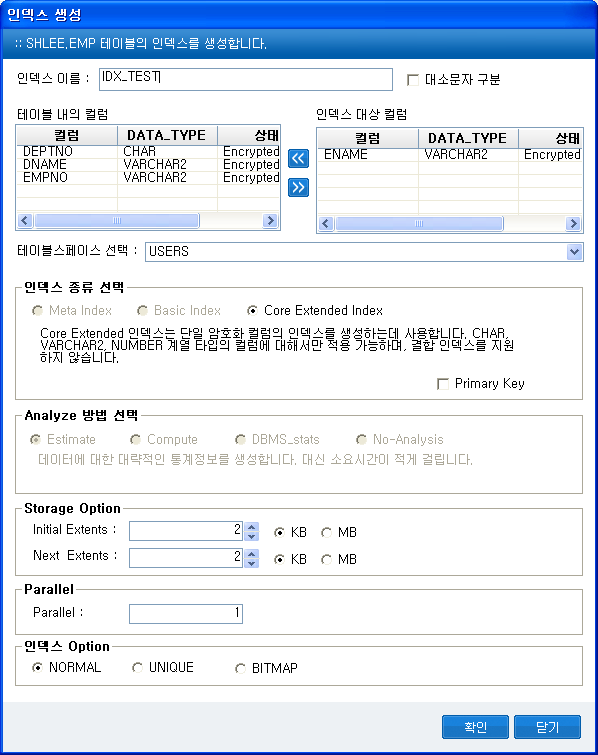 인덱스 생성
:: SHLEE.EMP 테이블의 인덱스를 생성합니다.
인덱스 이름 : IDX_TEST 대소문자 구분
테이블 내의 컬럼
컬럼 DATA_TYPE 상태
DEPTNO CHAR Encrypted
DNAME VARCHAR2 Encrypted
EMPNO VARCHAR2 Encrypted
인덱스 대상 컬럼
컬럼 DATA_TYPE 상태
ENAME VARCHAR2 Encrypted
테이블스페이스 선택 : USERS
인덱스 종류 선택
Meta Index Basic Index Core Extended Index
Core Extended 인덱스는 단일 암호화 컬럼의 인덱스를 생성하는데 사용합니다. CHAR,
VARCHAR2, NUMBER 계열 타입의 컬럼에 대해서만 적용 가능하며, 결합 인덱스를 지원
하지 않습니다.
Primary Key
Analyze 방법 선택
Estimate Compute DBMS_stats No-Analysis
데이터에 대한 대략적인 통계정보를 생성합니다. 대신 소요시간이 적게 걸립니다.
Storage Option
Initial Extents : 2 KB MB
Next Extents : 2 KB MB
Parallel
Parallel : 1
인덱스 Option
NORMAL UNIQUE BITMAP
확인 닫기